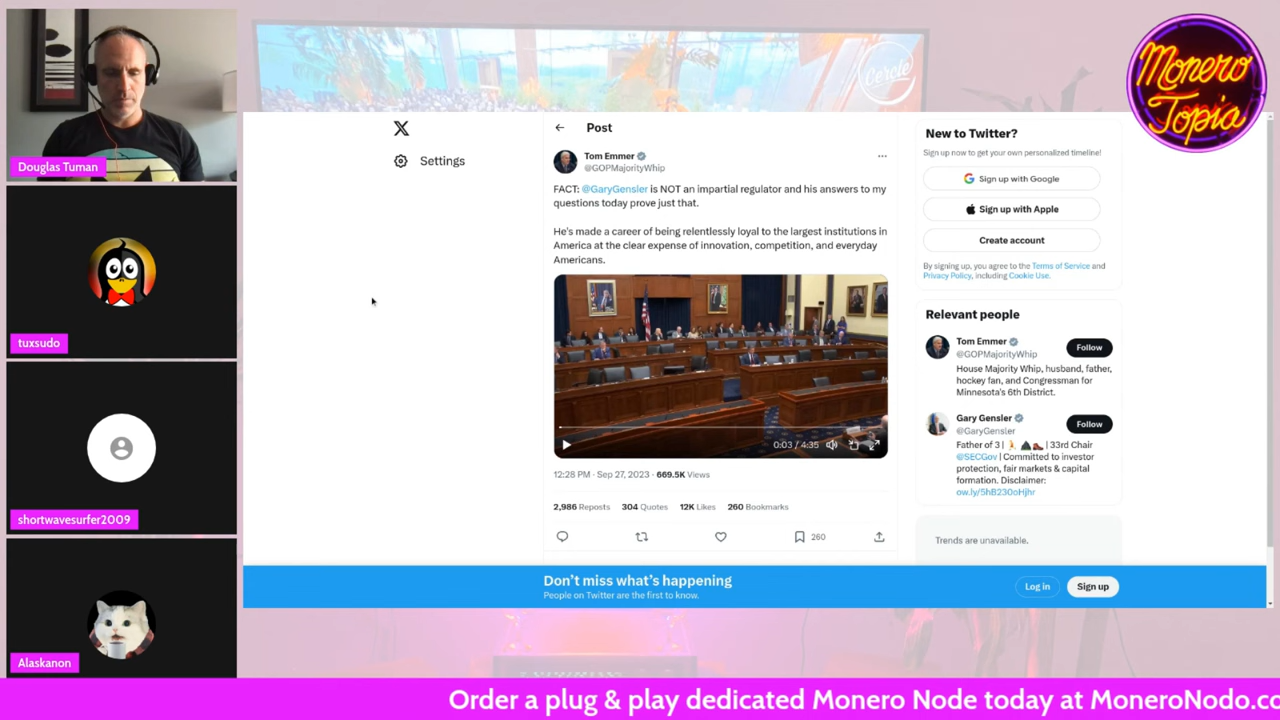 Douglas Tuman
tuxsudo
shortwavesurfer2009
Alaskanon
Cercle
Monero
Topia
X
Settings
Post
Tom Emmer
@GOPMajorityWhip
FACT: @GaryGensler is NOT an impartial regulator and his answers to my
questions today prove just that.
He's made a career of being relentlessly loyal to the largest institutions in
America at the clear expense of innovation, competition, and everyday
Americans.
0:03 / 4:35
12:28 PM · Sep 27, 2023 · 669.5K Views
2,986 Reposts 304 Quotes 12K Likes 260 Bookmarks
260
New to Twitter?
Sign up now to get your own personalized timeline!
Sign up with Google
Sign up with Apple
Create account
By signing up, you agree to the Terms of Service and
Privacy Policy, including Cookie Use.
Relevant people
Tom Emmer
@GOPMajorityWhip
Follow
House Majority Whip, husband, father,
hockey fan, and Congressman for
Minnesota's 6th District.
Gary Gensler
@GaryGensler
Follow
Father of 3 | 🏃 ⛰️ 🥾 | 33rd Chair
@SECGov | Committed to investor
protection, fair markets & capital
formation. Disclaimer:
ow.ly/5hB230oHjhr
Trends are unavailable.
Don't miss what's happening
People on Twitter are the first to know.
Log in
Sign up
Order a plug & play dedicated Monero Node today at MoneroNodo.co